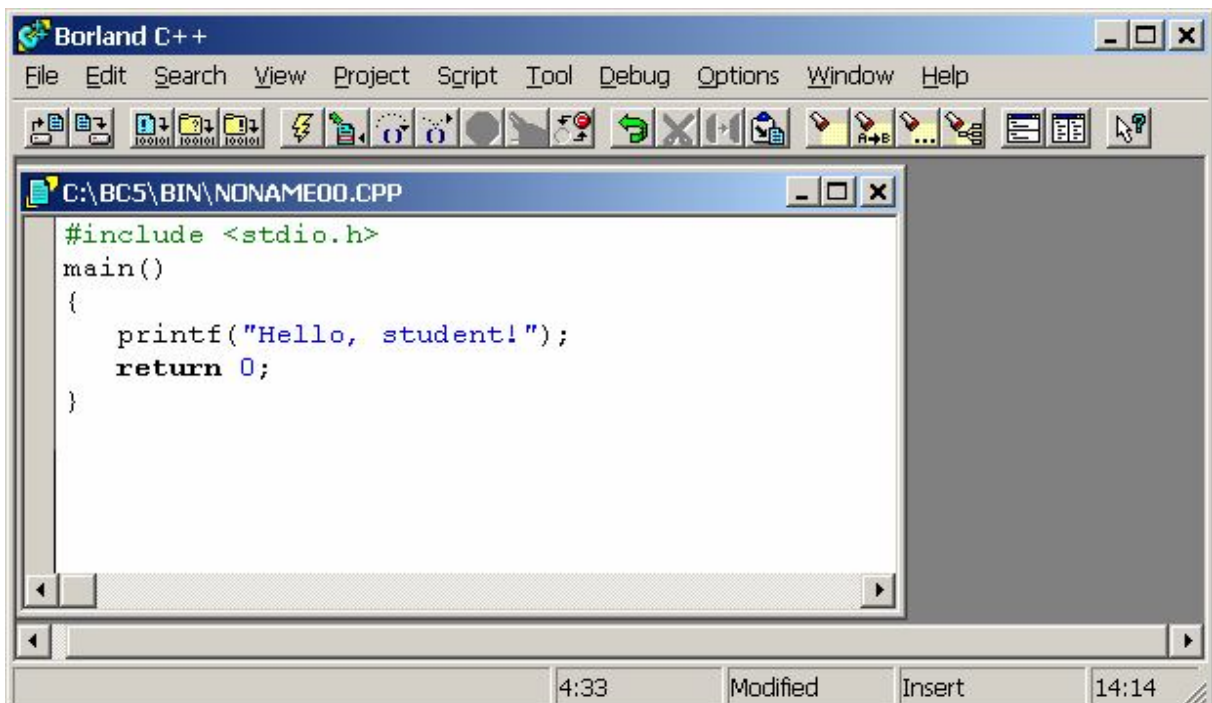 Borland C++
File Edit Search View Project Script Tool Debug Options Window Help
C:\BC5\BIN\NONAME00.CPP
#include <stdio.h>
main()
{
   printf("Hello, student!");
   return 0;
}
4:33 Modified Insert 14:14